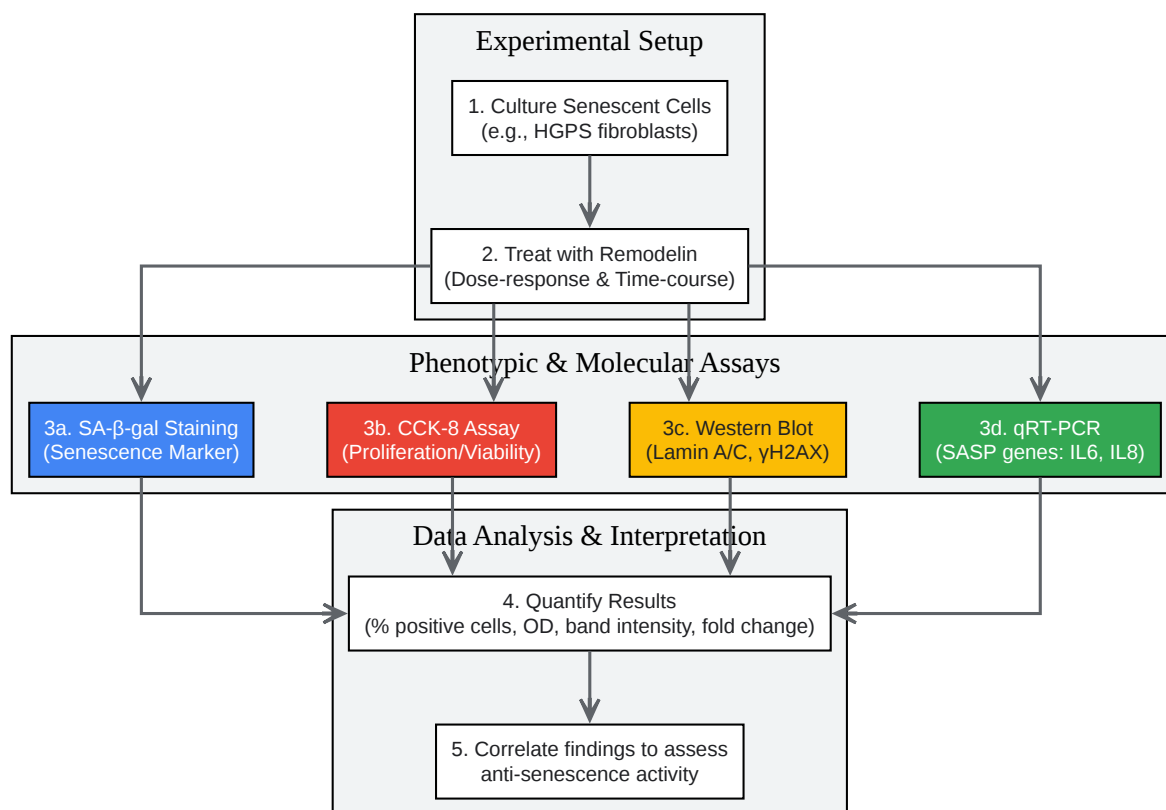 Experimental Setup
1. Culture Senescent Cells
(e.g., HGPS fibroblasts)
2. Treat with Remodelin
(Dose-response & Time-course)
Phenotypic & Molecular Assays
3a. SA-β-gal Staining
(Senescence Marker)
3b. CCK-8 Assay
(Proliferation/Viability)
3c. Western Blot
(Lamin A/C, γH2AX)
3d. qRT-PCR
(SASP genes: IL6, IL8)
Data Analysis & Interpretation
4. Quantify Results
(% positive cells, OD, band intensity, fold change)
5. Correlate findings to assess
anti-senescence activity